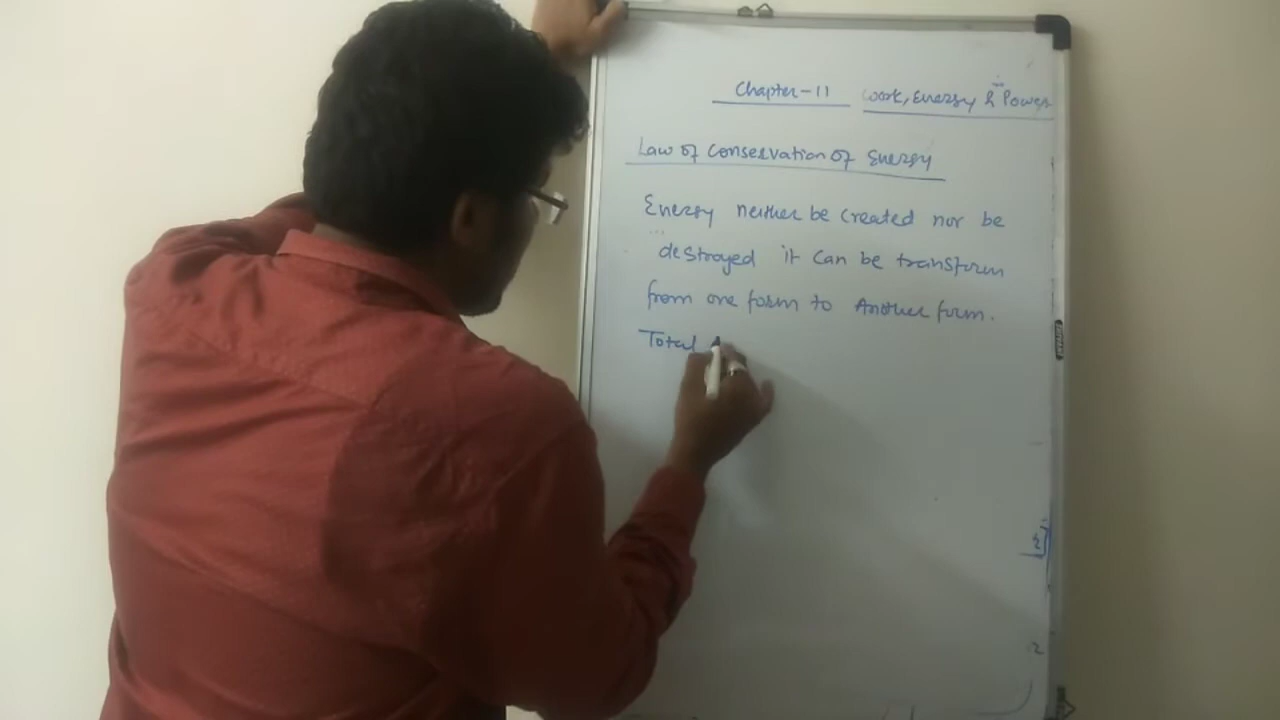 Chapter-11 Work, Energy & Power
Law of Conservation of Energy
Energy neither be created nor be
destroyed it can be transform
from one form to Another form.
Total